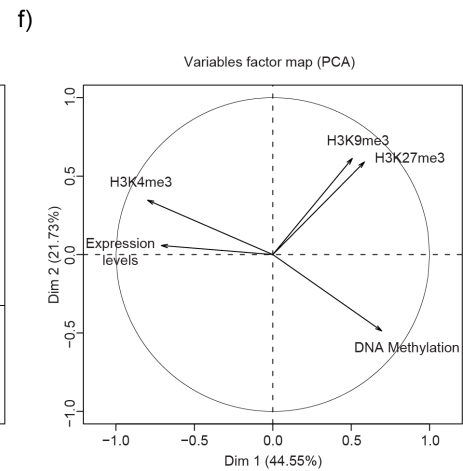 f)
Variables factor map (PCA)
H3K9me3
H3K27me3
H3K4me3
Expression
levels
DNA Methylation
Dim 2 (21.73%)
1.0
0.5
0.0
−0.5
−1.0
−1.0 −0.5 0.0 0.5 1.0
Dim 1 (44.55%)